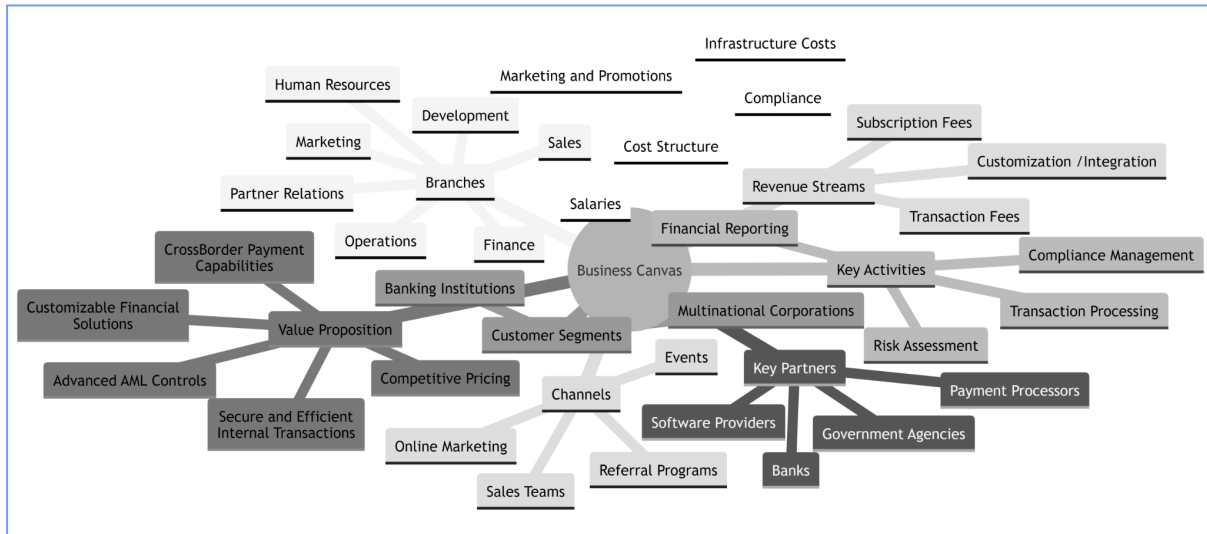 Infrastructure Costs
Marketing and Promotions
Human Resources
Compliance
Development
Subscription Fees
Marketing
Sales
Cost Structure
Customization /Integration
Branches
Revenue Streams
Partner Relations
Salaries
Transaction Fees
Financial Reporting
Operations
Finance
CrossBorder Payment
Capabilities
Compliance Management
Business Canvas
Key Activities
Banking Institutions
Customizable Financial
Solutions
Multinational Corporations
Transaction Processing
Value Proposition
Customer Segments
Risk Assessment
Events
Key Partners
Advanced AML Controls
Competitive Pricing
Payment Processors
Channels
Secure and Efficient
Internal Transactions
Software Providers
Government Agencies
Online Marketing
Referral Programs
Banks
Sales Teams